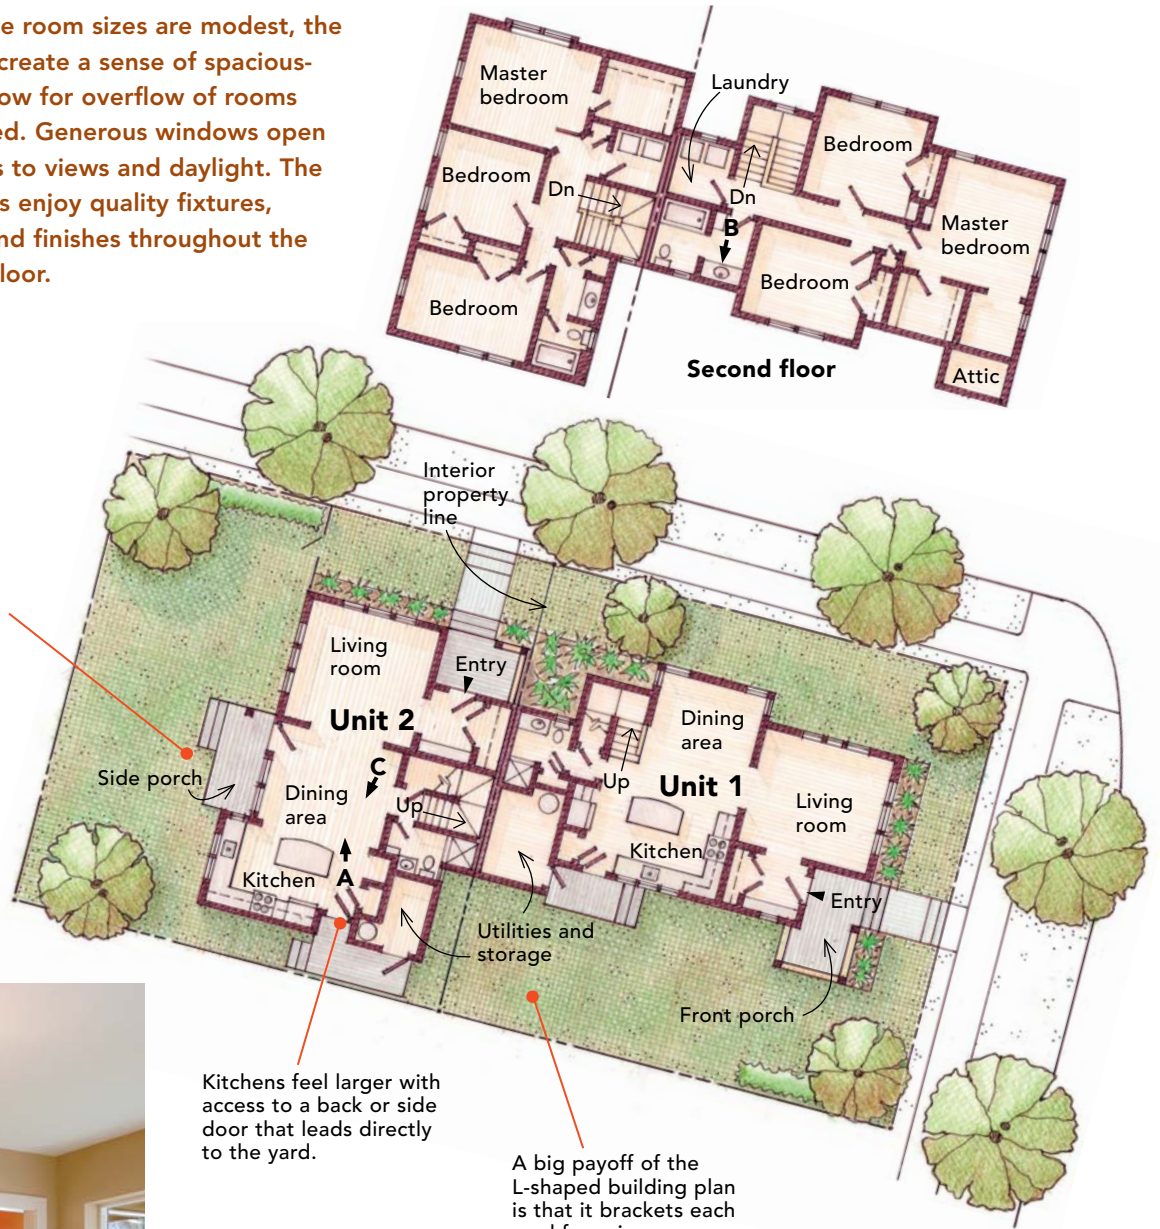 e room sizes are modest, the
create a sense of spacious-
ow for overflow of rooms
ed. Generous windows open
s to views and daylight. The
s enjoy quality fixtures,
nd finishes throughout the
loor.
Master
bedroom
Laundry
Bedroom
Bedroom
Dn
Dn
B
Master
bedroom
Bedroom
Bedroom
Second floor
Attic
Interior
property
line
Living
room
Entry
Unit 2
Dining
area
Side porch
C
Up
Unit 1
Up
Dining
area
Living
room
Kitchen
A
Kitchen
Entry
Utilities and
storage
Front porch
Kitchens feel larger with
access to a back or side
door that leads directly
to the yard.
A big payoff of the
L-shaped building plan
is that it brackets each